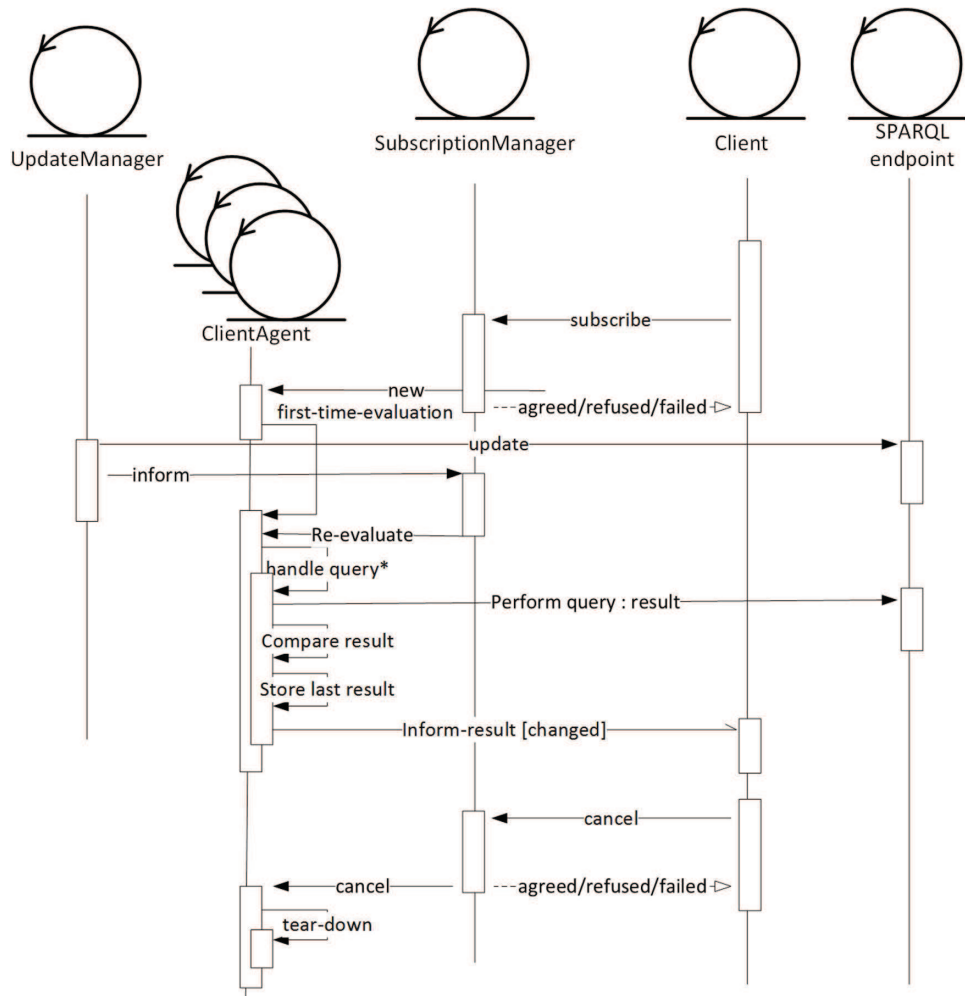 UpdateManager
SubscriptionManager
Client
SPARQL
endpoint
ClientAgent
subscribe
new
first-time-evaluation
agreed/refused/failed
update
inform
Re-evaluate
handle query*
Perform query : result
Compare result
Store last result
Inform-result [changed]
cancel
cancel
agreed/refused/failed
tear-down